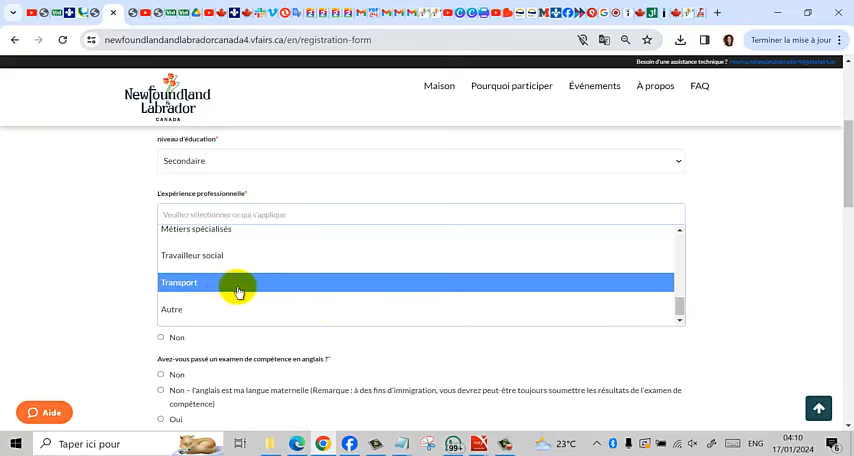 newfoundlandandlabradorcanada4.vfairs.ca/en/registration-form
Terminer la mise à jour
Besoin d'une assistance technique ?
Newfoundland Labrador
CANADA
Maison Pourquoi participer Événements À propos FAQ
niveau d'éducation*
Secondaire
L'expérience professionnelle*
Veuillez sélectionner ce qui s'applique
Métiers spécialisés
Travailleur social
Transport
Autre
Non
Avez-vous passé un examen de compétence en anglais ?*
Non
Non – l'anglais est ma langue maternelle (Remarque : à des fins d'immigration, vous devrez peut-être toujours soumettre les résultats de l'examen de
compétence)
Oui
Aide
Taper ici pour
99+
23°C
ENG
04:10
17/01/2024
6